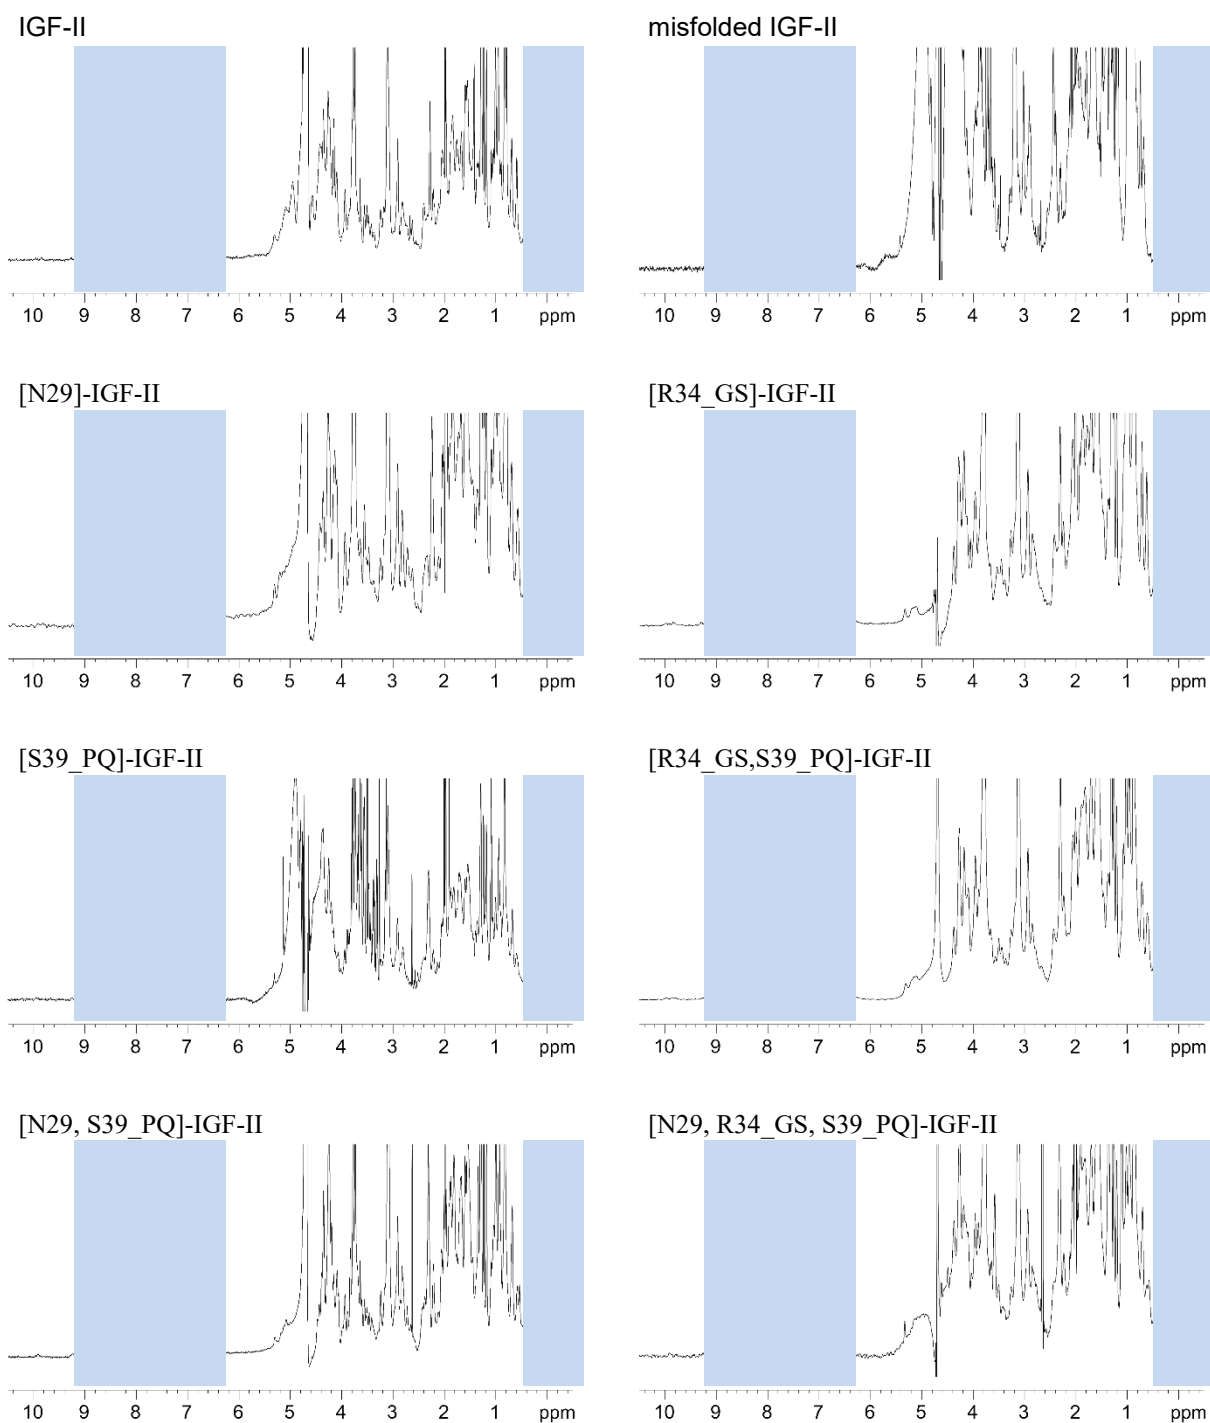 IGF-II
misfolded IGF-II
10 9 8 7 6 5 4 3 2 1 ppm
10 9 8 7 6 5 4 3 2 1 ppm
[N29]-IGF-II
[R34_GS]-IGF-II
10 9 8 7 6 5 4 3 2 1 ppm
10 9 8 7 6 5 4 3 2 1 ppm
[S39_PQ]-IGF-II
[R34_GS,S39_PQ]-IGF-II
10 9 8 7 6 5 4 3 2 1 ppm
10 9 8 7 6 5 4 3 2 1 ppm
[N29, S39_PQ]-IGF-II
[N29, R34_GS, S39_PQ]-IGF-II
10 9 8 7 6 5 4 3 2 1 ppm
10 9 8 7 6 5 4 3 2 1 ppm